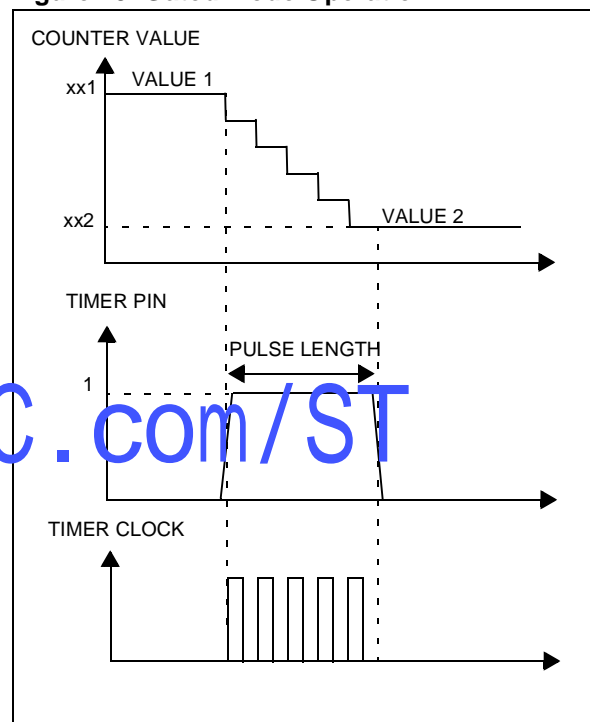 COUNTER VALUE
xx1
VALUE 1
xx2
VALUE 2
TIMER PIN
PULSE LENGTH
1
C.com/ST
TIMER CLOCK